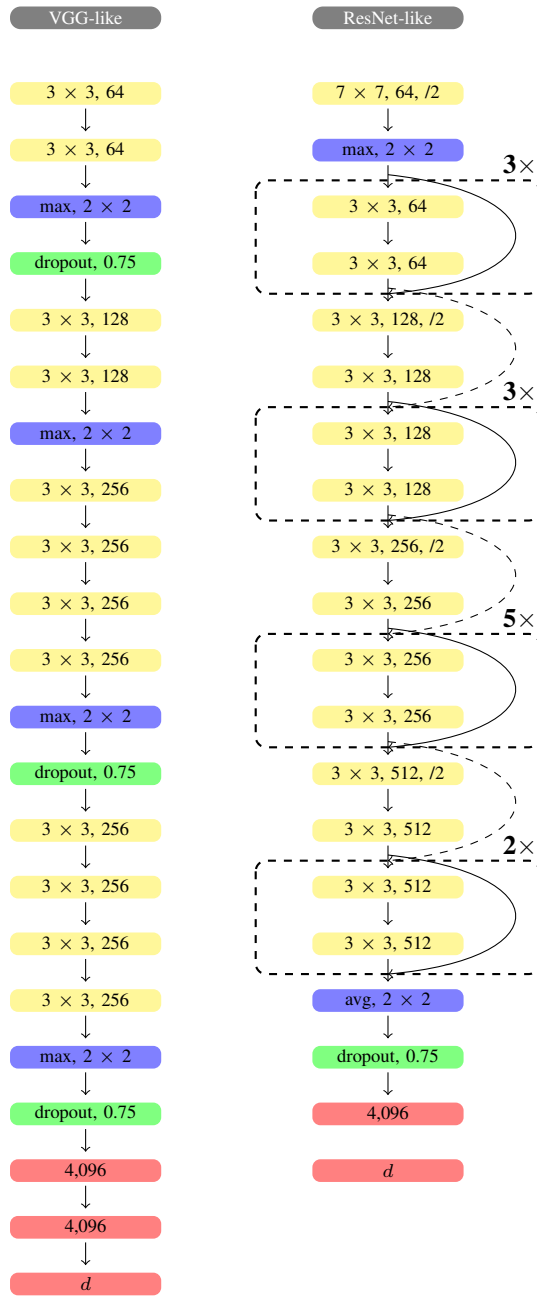 VGG-like
3 × 3, 64
3 × 3, 64
max, 2 × 2
dropout, 0.75
3 × 3, 128
3 × 3, 128
max, 2 × 2
3 × 3, 256
3 × 3, 256
3 × 3, 256
3 × 3, 256
max, 2 × 2
dropout, 0.75
3 × 3, 256
3 × 3, 256
3 × 3, 256
3 × 3, 256
max, 2 × 2
dropout, 0.75
4,096
4,096
d
ResNet-like
7 × 7, 64, /2
max, 2 × 2
3×
3 × 3, 64
3 × 3, 64
3 × 3, 128, /2
3 × 3, 128
3×
3 × 3, 128
3 × 3, 128
3 × 3, 256, /2
3 × 3, 256
5×
3 × 3, 256
3 × 3, 256
3 × 3, 512, /2
3 × 3, 512
2×
3 × 3, 512
3 × 3, 512
avg, 2 × 2
dropout, 0.75
4,096
d